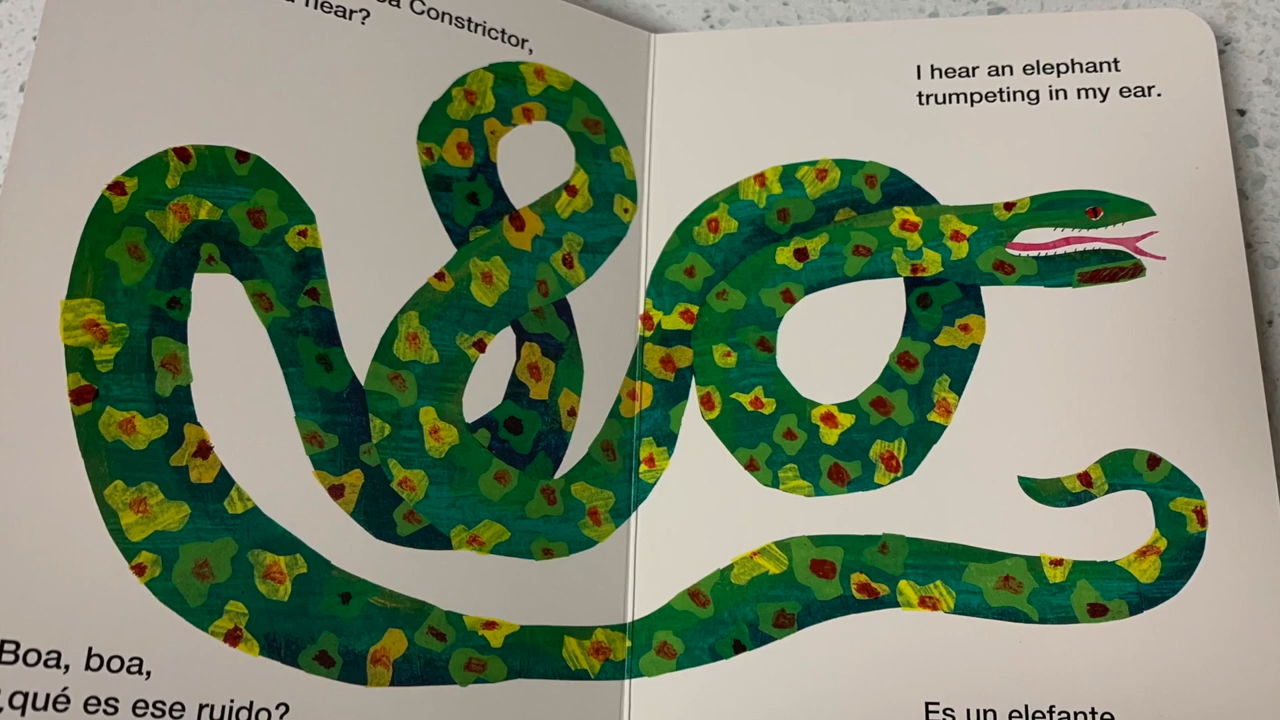 Constrictor,
hear?
Boa, boa,
¿qué es ese ruido?
I hear an elephant
trumpeting in my ear.
Es un elefante